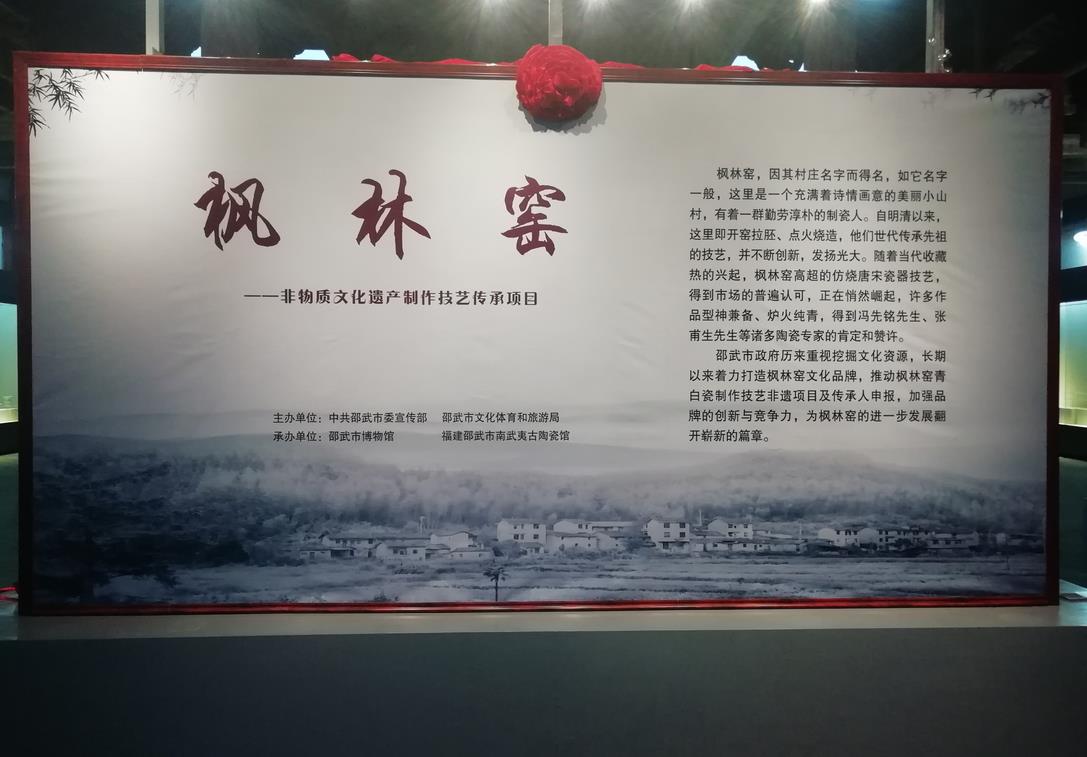 枫林窑
——非物质文化遗产制作技艺传承项目
主办单位：中共邵武市委宣传部 邵武市文化体育和旅游局
承办单位：邵武市博物馆 福建邵武市南武夷古陶瓷馆
枫林窑，因其村庄名字而得名，如它名字
一般，这里是一个充满着诗情画意的美丽小山
村，有着一群勤劳淳朴的制瓷人。自明清以来，
这里即开窑拉胚、点火烧造，他们世代传承先祖
的技艺，并不断创新，发扬光大。随着当代收藏
热的兴起，枫林窑高超的仿烧唐宋瓷器技艺，
得到市场的普遍认可，正在悄然崛起，许多作
品型神兼备、炉火纯青，得到冯先铭先生、张
甫生先生等诸多陶瓷专家的肯定和赞许。
邵武市政府历来重视挖掘文化资源，长期
以来着力打造枫林窑文化品牌，推动枫林窑青
白瓷制作技艺非遗项目及传承人申报，加强品
牌的创新与竞争力，为枫林窑的进一步发展翻
开崭新的篇章。